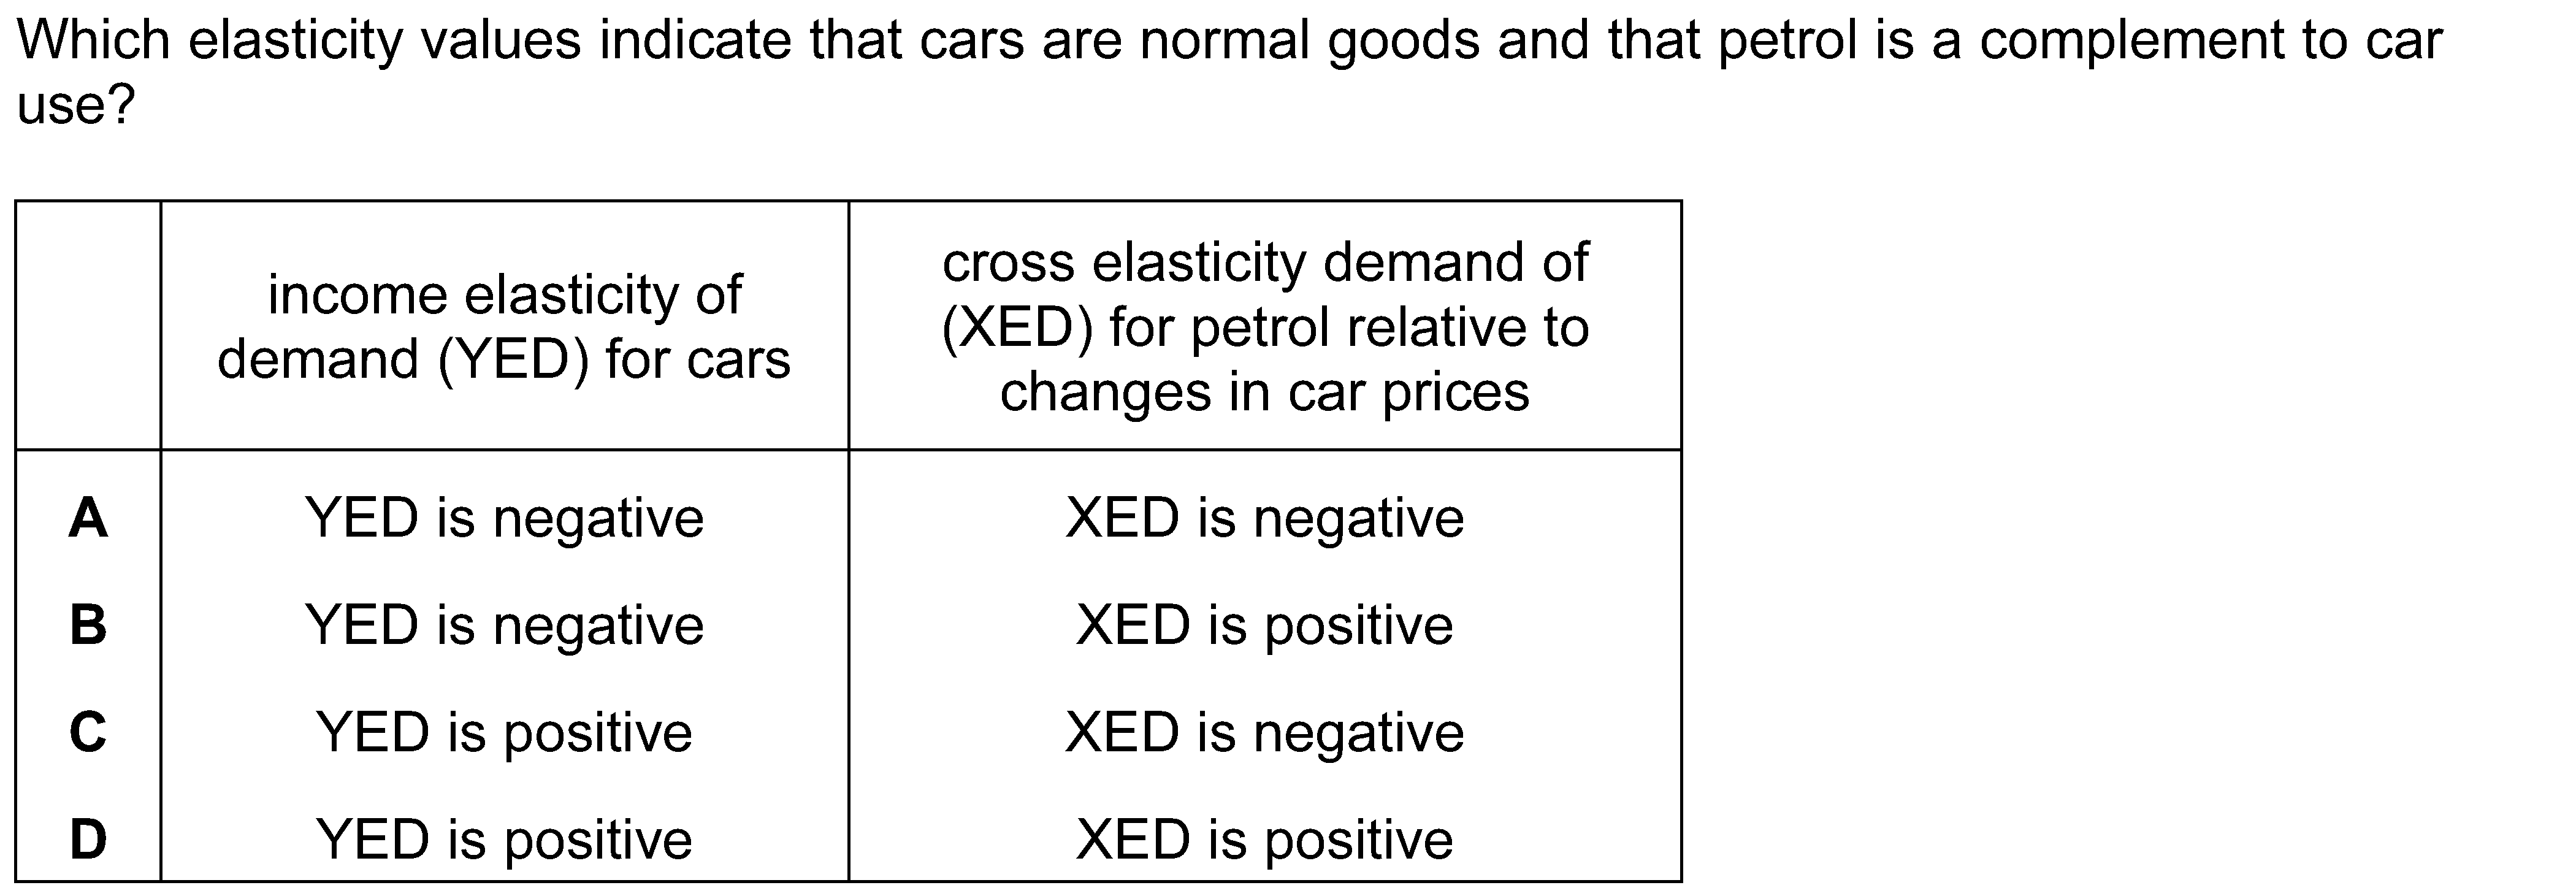 Which elasticity values indicate that cars are normal goods and that petrol is a complement to car
use?
income elasticity of
demand (YED) for cars
cross elasticity demand of
(XED) for petrol relative to
changes in car prices
A YED is negative XED is negative
B YED is negative XED is positive
C YED is positive XED is negative
D YED is positive XED is positive